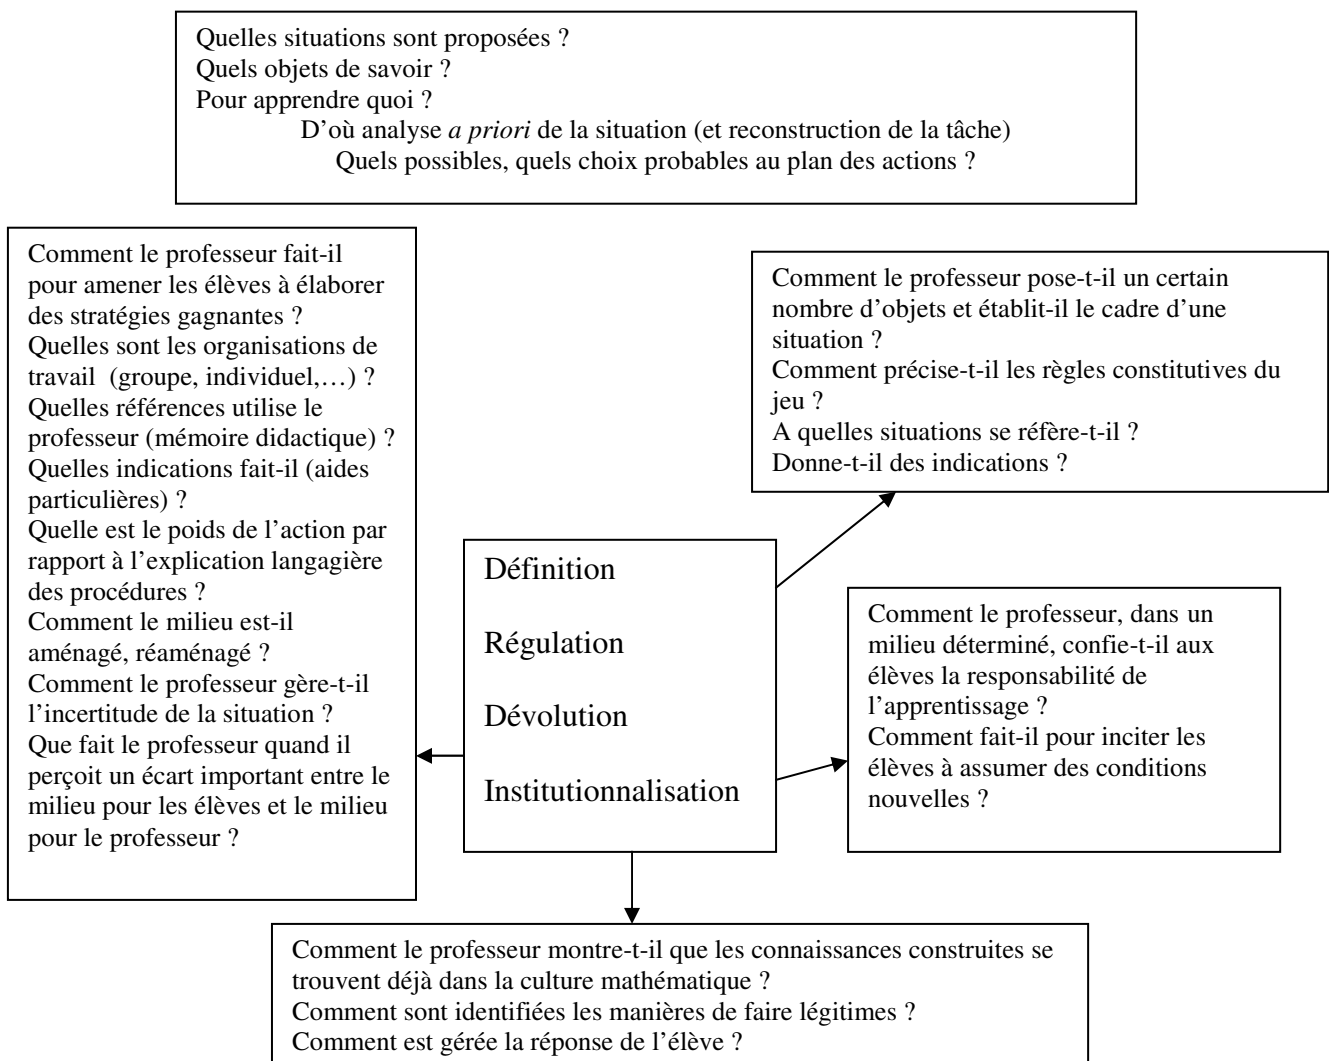 Quelles situations sont proposées ?
Quels objets de savoir ?
Pour apprendre quoi ?
D’où analyse a priori de la situation (et reconstruction de la tâche)
Quels possibles, quels choix probables au plan des actions ?
Comment le professeur fait-il
pour amener les élèves à élaborer
des stratégies gagnantes ?
Quelles sont les organisations de
travail (groupe, individuel,…) ?
Quelles références utilise le
professeur (mémoire didactique) ?
Quelles indications fait-il (aides
particulières) ?
Quelle est le poids de l’action par
rapport à l’explication langagière
des procédures ?
Comment le milieu est-il
aménagé, réaménagé ?
Comment le professeur gère-t-il
l’incertitude de la situation ?
Que fait le professeur quand il
perçoit un écart important entre le
milieu pour les élèves et le milieu
pour le professeur ?
Comment le professeur pose-t-il un certain
nombre d’objets et établit-il le cadre d’une
situation ?
Comment précise-t-il les règles constitutives du
jeu ?
A quelles situations se réfère-t-il ?
Donne-t-il des indications ?
Définition
Régulation
Dévolution
Institutionnalisation
Comment le professeur, dans un
milieu déterminé, confie-t-il aux
élèves la responsabilité de
l’apprentissage ?
Comment fait-il pour inciter les
élèves à assumer des conditions
nouvelles ?
Comment le professeur montre-t-il que les connaissances construites se
trouvent déjà dans la culture mathématique ?
Comment sont identifiées les manières de faire légitimes ?
Comment est gérée la réponse de l’élève ?